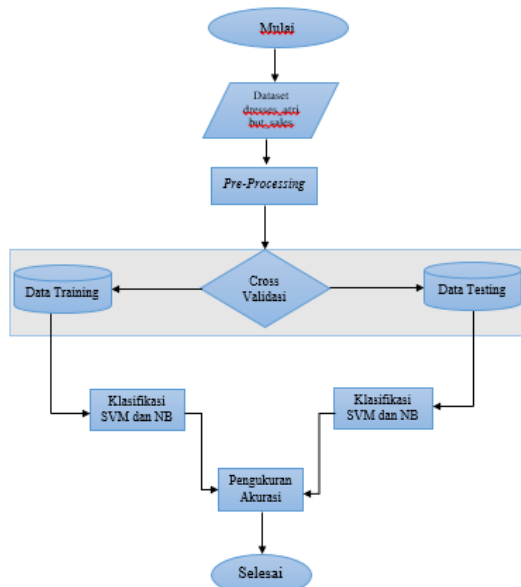 Mulai
Dataset
dresses_atri
but_sales
Pre-Processing
Cross
Validasi
Data Training
Data Testing
Klasifikasi
SVM dan NB
Klasifikasi
SVM dan NB
Pengukuran
Akurasi
Selesai